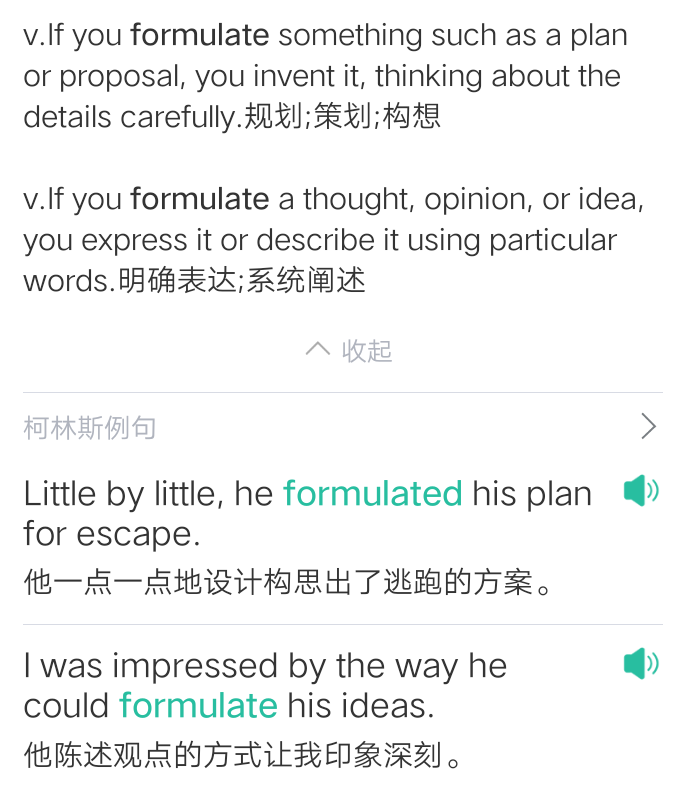 v.If you formulate something such as a plan
or proposal, you invent it, thinking about the
details carefully.规划;策划;构想
v.If you formulate a thought, opinion, or idea,
you express it or describe it using particular
words.明确表达;系统阐述
收起
柯林斯例句
Little by little, he formulated his plan
for escape.
他一点一点地设计构思出了逃跑的方案。
I was impressed by the way he
could formulate his ideas.
他陈述观点的方式让我印象深刻。